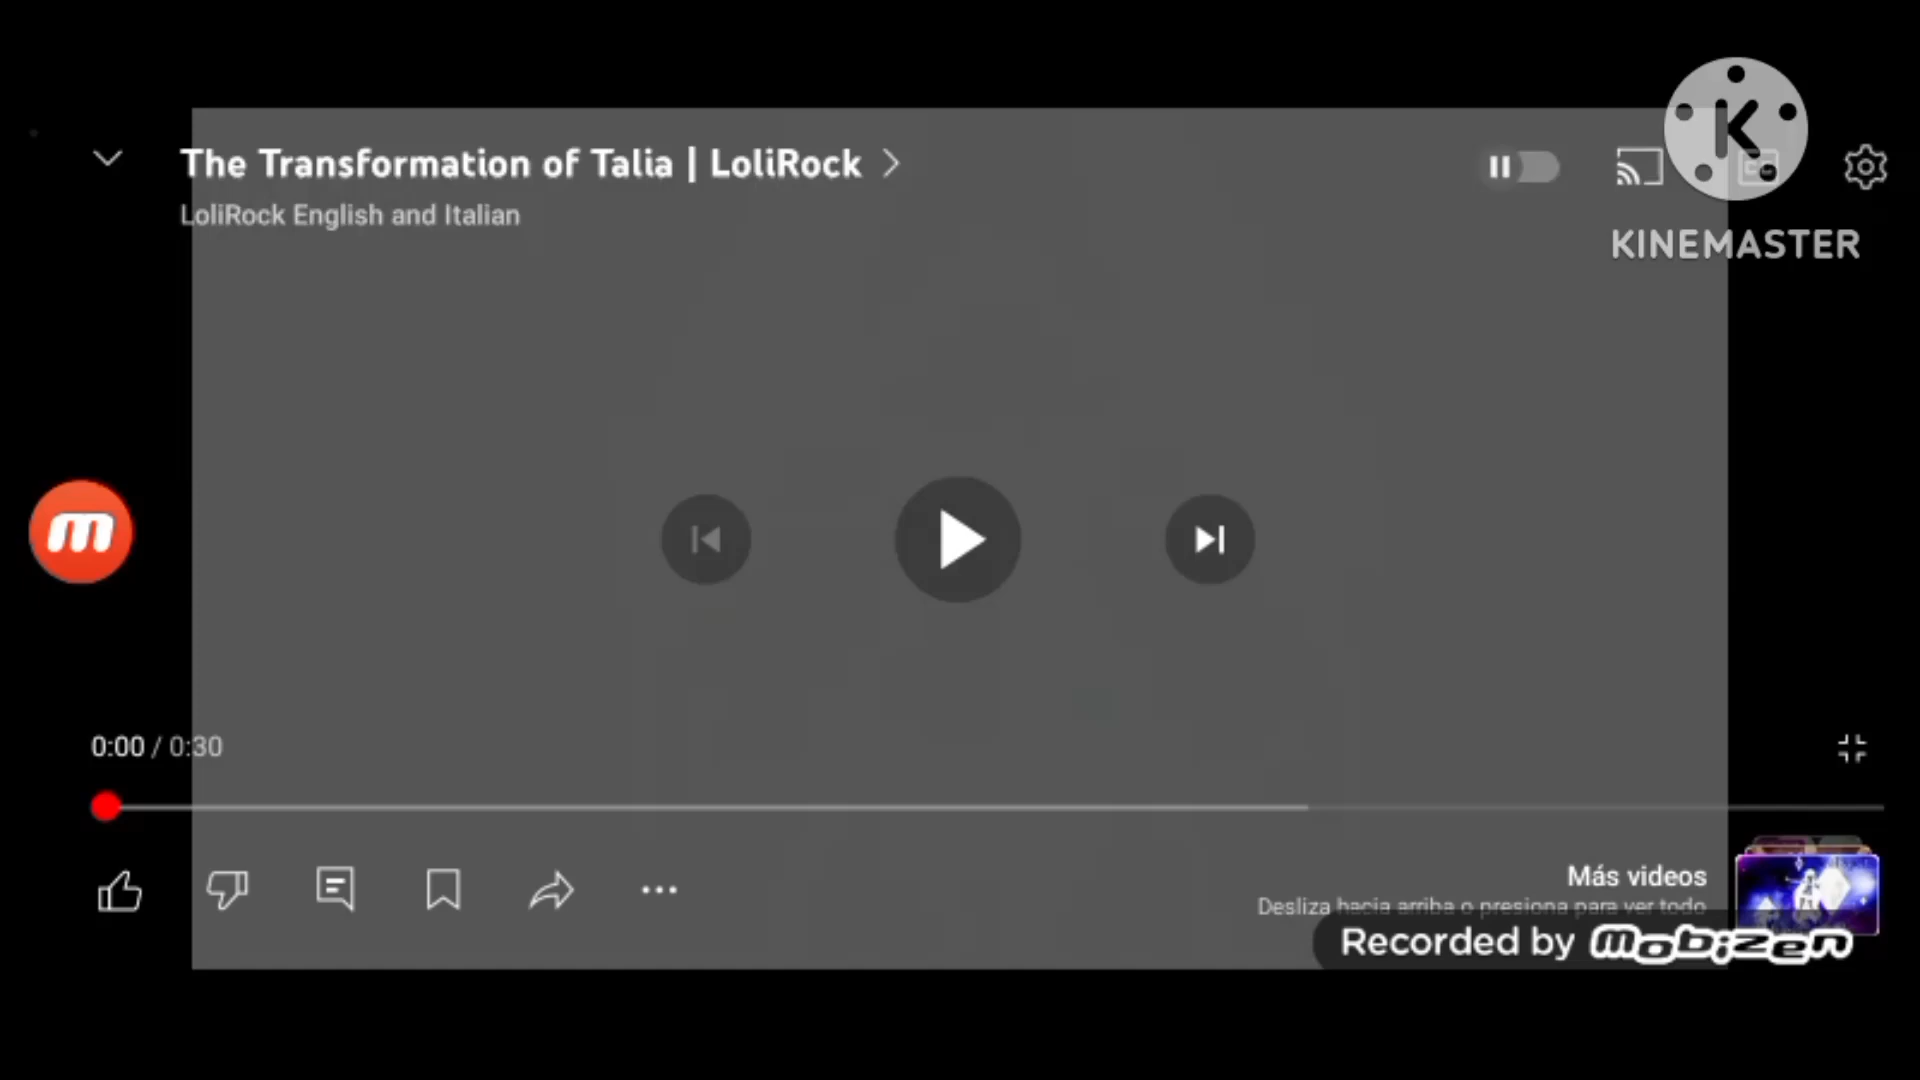 The Transformation of Talia | LoliRock
LoliRock English and Italian
KINEMASTER
0:00 / 0:30
Más videos
Desliza hacia arriba o presiona para ver todo
Recorded by mobizen